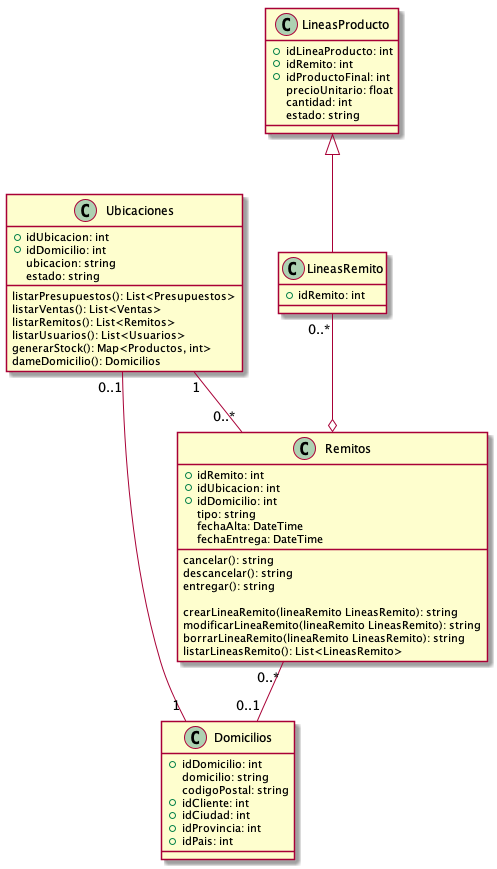 C LineasProducto
idLineaProducto: int
idRemito: int
idProductoFinal: int
precioUnitario: float
cantidad: int
estado: string
C Ubicaciones
idUbicacion: int
idDomicilio: int
ubicacion: string
estado: string
listarPresupuestos(): List<Presupuestos>
listarVentas(): List<Ventas>
listarRemitos(): List<Remitos>
listarUsuarios(): List<Usuarios>
generarStock(): Map<Productos, int>
dameDomicilio(): Domicilios
C LineasRemito
idRemito: int
0..*
0..1
1
0..*
C Remitos
idRemito: int
idUbicacion: int
idDomicilio: int
tipo: string
fechaAlta: DateTime
fechaEntrega: DateTime
cancelar(): string
descancelar(): string
entregar(): string
crearLineaRemito(lineaRemito LineasRemito): string
modificarLineaRemito(lineaRemito LineasRemito): string
borrarLineaRemito(lineaRemito LineasRemito): string
listarLineasRemito(): List<LineasRemito>
0..*
1
0..1
C Domicilios
idDomicilio: int
domicilio: string
codigoPostal: string
idCliente: int
idCiudad: int
idProvincia: int
idPais: int